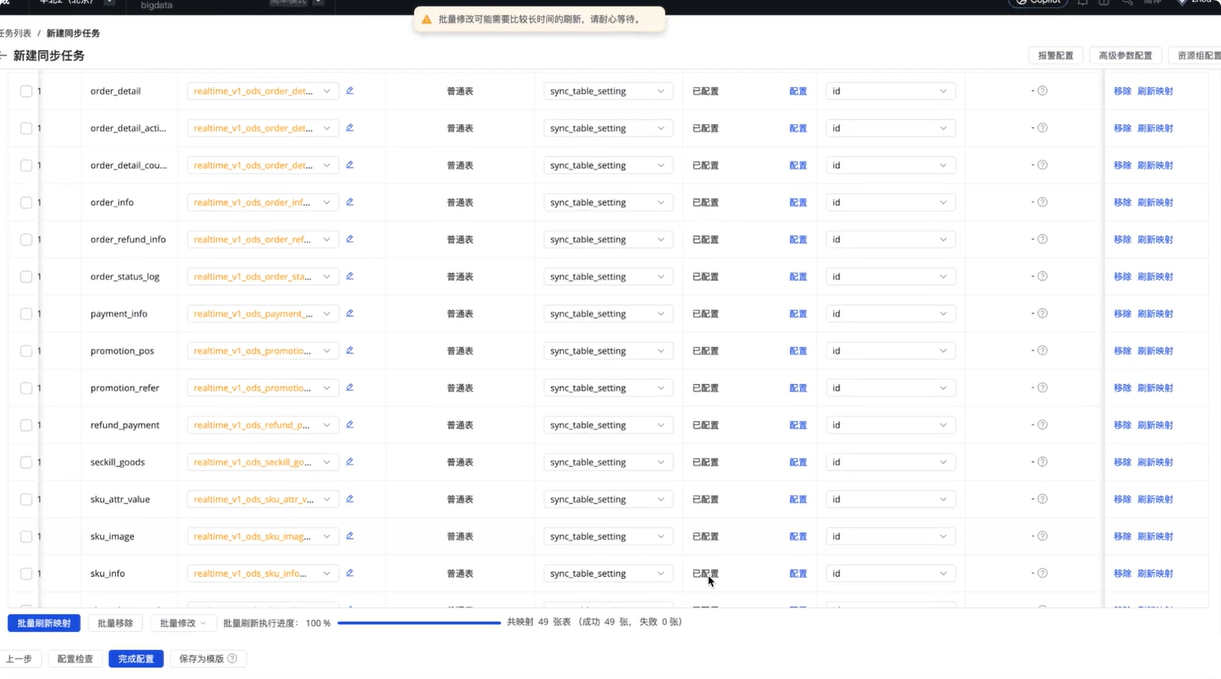 华北2（北京）
bigdata
简单模式
Copilot
简体
批量修改可能需要比较长时间的刷新，请耐心等待。
任务列表 / 新建同步任务
← 新建同步任务
报警配置 高级参数配置 资源组配置
1 order_detail realtime_v1_ods_order_det... 普通表 sync_table_setting 已配置 配置 id - 移除 刷新映射
1 order_detail_acti... realtime_v1_ods_order_det... 普通表 sync_table_setting 已配置 配置 id - 移除 刷新映射
1 order_detail_cou... realtime_v1_ods_order_det... 普通表 sync_table_setting 已配置 配置 id - 移除 刷新映射
1 order_info realtime_v1_ods_order_inf... 普通表 sync_table_setting 已配置 配置 id - 移除 刷新映射
1 order_refund_info realtime_v1_ods_order_ref... 普通表 sync_table_setting 已配置 配置 id - 移除 刷新映射
1 order_status_log realtime_v1_ods_order_sta... 普通表 sync_table_setting 已配置 配置 id - 移除 刷新映射
1 payment_info realtime_v1_ods_payment_... 普通表 sync_table_setting 已配置 配置 id - 移除 刷新映射
1 promotion_pos realtime_v1_ods_promotio... 普通表 sync_table_setting 已配置 配置 id - 移除 刷新映射
1 promotion_refer realtime_v1_ods_promotio... 普通表 sync_table_setting 已配置 配置 id - 移除 刷新映射
1 refund_payment realtime_v1_ods_refund_p... 普通表 sync_table_setting 已配置 配置 id - 移除 刷新映射
1 seckill_goods realtime_v1_ods_seckill_go... 普通表 sync_table_setting 已配置 配置 id - 移除 刷新映射
1 sku_attr_value realtime_v1_ods_sku_attr_v... 普通表 sync_table_setting 已配置 配置 id - 移除 刷新映射
1 sku_image realtime_v1_ods_sku_imag... 普通表 sync_table_setting 已配置 配置 id - 移除 刷新映射
1 sku_info realtime_v1_ods_sku_info... 普通表 sync_table_setting 已配置 配置 id - 移除 刷新映射
批量刷新映射 批量移除 批量修改 批量刷新执行进度： 100 % 共映射 49 张表 （成功 49 张， 失败 0 张）
上一步 配置检查 完成配置 保存为模版